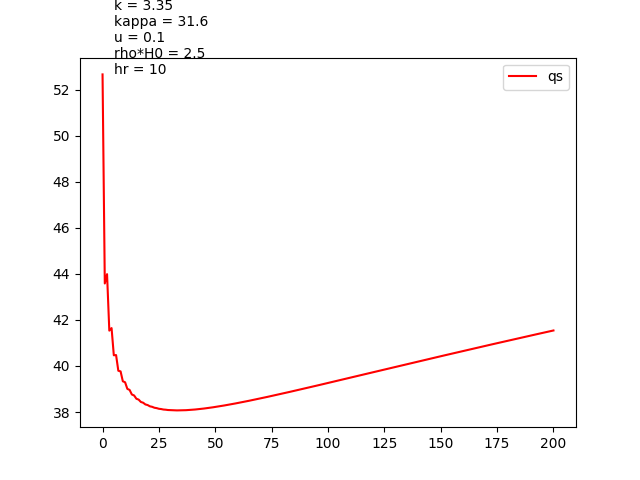 k = 3.35
kappa = 31.6
u = 0.1
rho*H0 = 2.5
hr = 10
qs
52
50
48
46
44
42
40
38
0 25 50 75 100 125 150 175 200